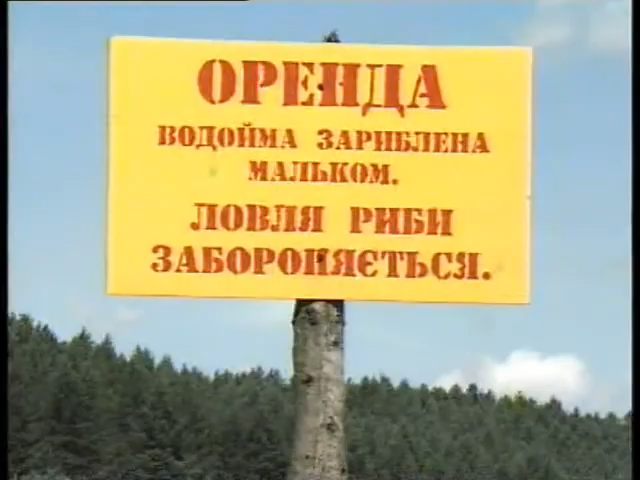 ОРЕНДА
ВОДОЙМА ЗАРИБЛЕНА
МАЛЬКОМ.
ЛОВЛЯ РИБИ
ЗАБОРОНЯЄТЬСЯ.